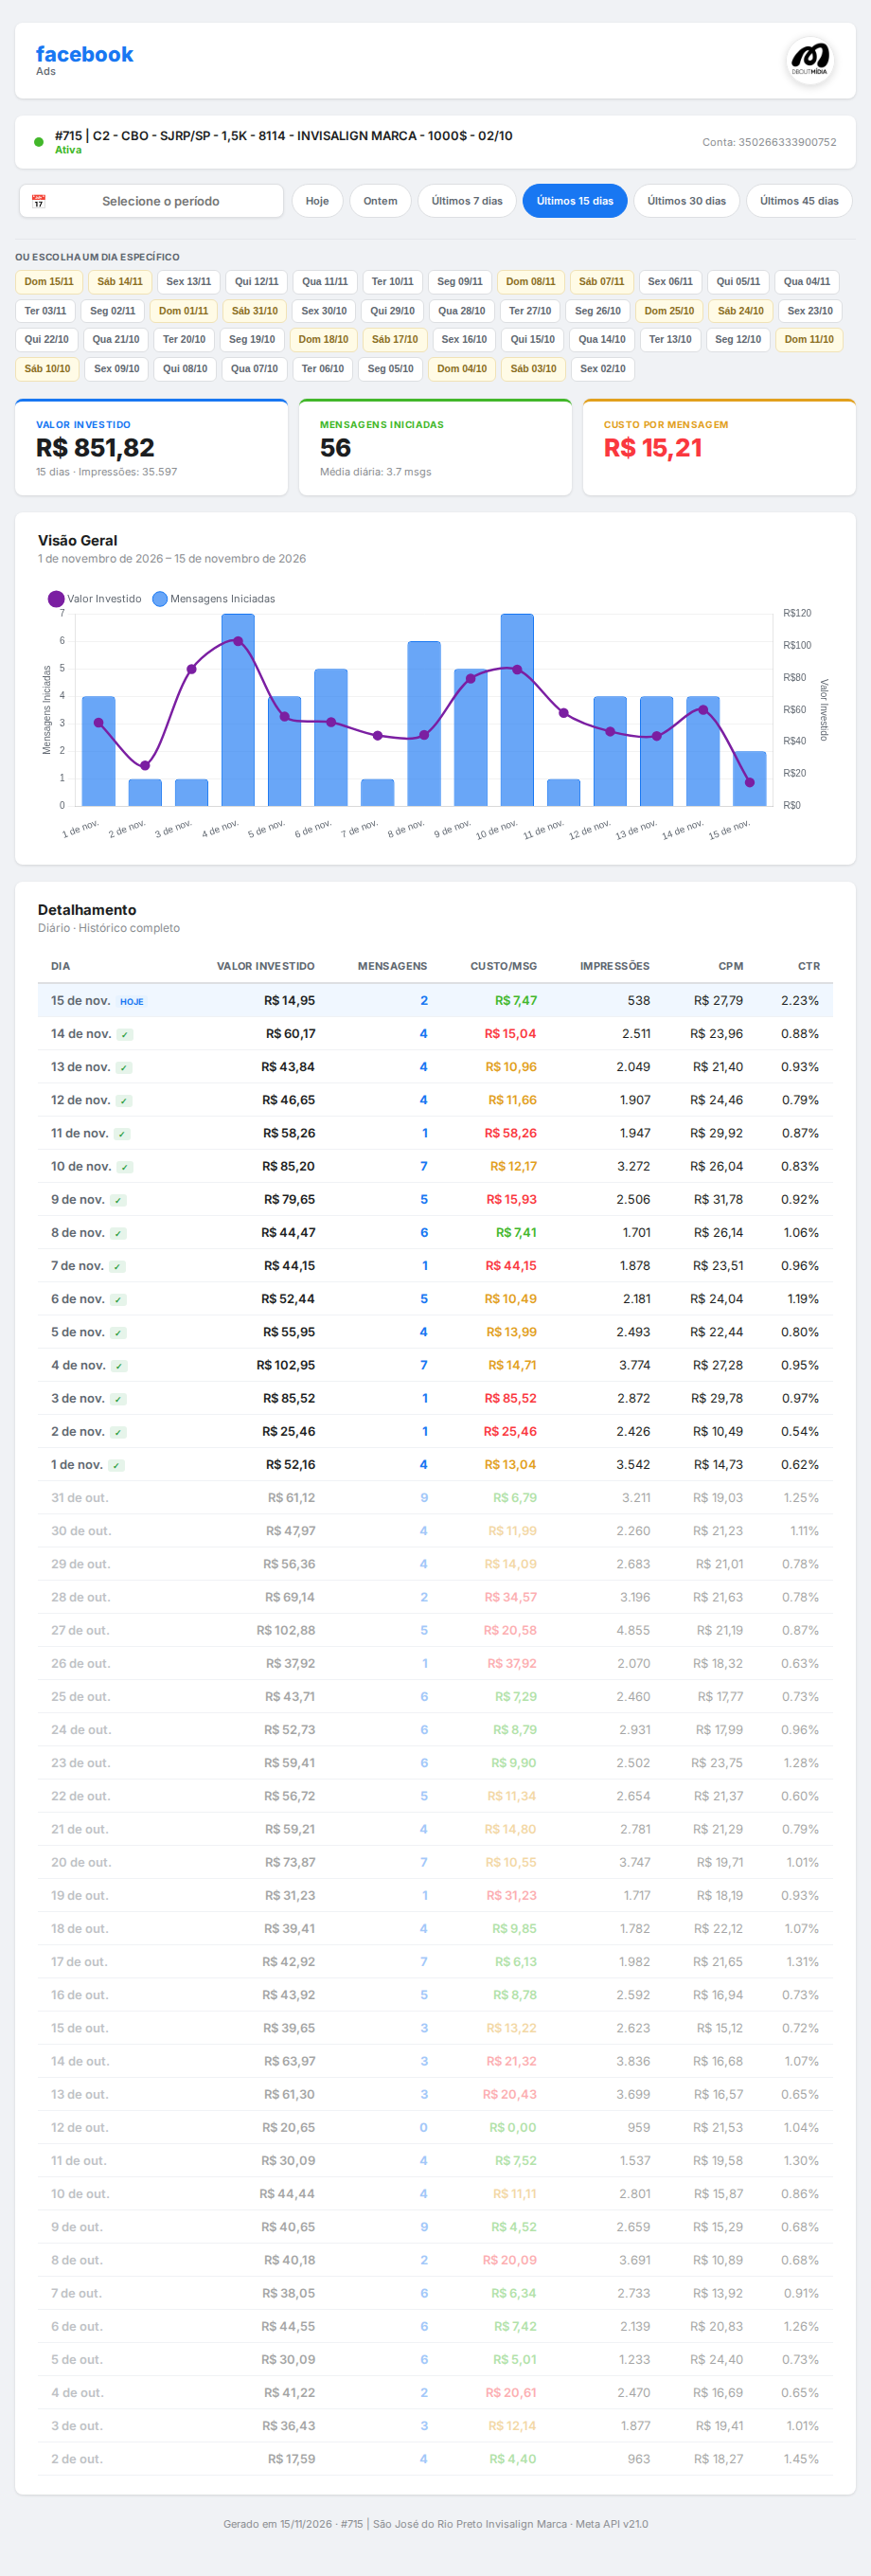 facebook
Ads
DBOUTMÍDIA
#715 | C2 - CBO - SJRP/SP - 1,5K - 8114 - INVISALIGN MARCA - 1000$ - 02/10
Ativa
Conta: 350266333900752
Selecione o período
Hoje
Ontem
Últimos 7 dias
Últimos 15 dias
Últimos 30 dias
Últimos 45 dias
OU ESCOLHA UM DIA ESPECÍFICO
Dom 15/11 Sáb 14/11 Sex 13/11 Qui 12/11 Qua 11/11 Ter 10/11 Seg 09/11 Dom 08/11 Sáb 07/11 Sex 06/11 Qui 05/11 Qua 04/11
Ter 03/11 Seg 02/11 Dom 01/11 Sáb 31/10 Sex 30/10 Qui 29/10 Qua 28/10 Ter 27/10 Seg 26/10 Dom 25/10 Sáb 24/10 Sex 23/10
Qui 22/10 Qua 21/10 Ter 20/10 Seg 19/10 Dom 18/10 Sáb 17/10 Sex 16/10 Qui 15/10 Qua 14/10 Ter 13/10 Seg 12/10 Dom 11/10
Sáb 10/10 Sex 09/10 Qui 08/10 Qua 07/10 Ter 06/10 Seg 05/10 Dom 04/10 Sáb 03/10 Sex 02/10
VALOR INVESTIDO
R$ 851,82
15 dias · Impressões: 35.597
MENSAGENS INICIADAS
56
Média diária: 3.7 msgs
CUSTO POR MENSAGEM
R$ 15,21
Visão Geral
1 de novembro de 2026 – 15 de novembro de 2026
Valor Investido Mensagens Iniciadas
Mensagens Iniciadas
7
6
5
4
3
2
1
0
R$120
R$100
R$80
R$60
R$40
R$20
R$0
Valor Investido
1 de nov. 2 de nov. 3 de nov. 4 de nov. 5 de nov. 6 de nov. 7 de nov. 8 de nov. 9 de nov. 10 de nov. 11 de nov. 12 de nov. 13 de nov. 14 de nov. 15 de nov.
Detalhamento
Diário · Histórico completo
DIA VALOR INVESTIDO MENSAGENS CUSTO/MSG IMPRESSÕES CPM CTR
15 de nov. HOJE R$ 14,95 2 R$ 7,47 538 R$ 27,79 2.23%
14 de nov. ✓ R$ 60,17 4 R$ 15,04 2.511 R$ 23,96 0.88%
13 de nov. ✓ R$ 43,84 4 R$ 10,96 2.049 R$ 21,40 0.93%
12 de nov. ✓ R$ 46,65 4 R$ 11,66 1.907 R$ 24,46 0.79%
11 de nov. ✓ R$ 58,26 1 R$ 58,26 1.947 R$ 29,92 0.87%
10 de nov. ✓ R$ 85,20 7 R$ 12,17 3.272 R$ 26,04 0.83%
9 de nov. ✓ R$ 79,65 5 R$ 15,93 2.506 R$ 31,78 0.92%
8 de nov. ✓ R$ 44,47 6 R$ 7,41 1.701 R$ 26,14 1.06%
7 de nov. ✓ R$ 44,15 1 R$ 44,15 1.878 R$ 23,51 0.96%
6 de nov. ✓ R$ 52,44 5 R$ 10,49 2.181 R$ 24,04 1.19%
5 de nov. ✓ R$ 55,95 4 R$ 13,99 2.493 R$ 22,44 0.80%
4 de nov. ✓ R$ 102,95 7 R$ 14,71 3.774 R$ 27,28 0.95%
3 de nov. ✓ R$ 85,52 1 R$ 85,52 2.872 R$ 29,78 0.97%
2 de nov. ✓ R$ 25,46 1 R$ 25,46 2.426 R$ 10,49 0.54%
1 de nov. ✓ R$ 52,16 4 R$ 13,04 3.542 R$ 14,73 0.62%
31 de out. R$ 61,12 9 R$ 6,79 3.211 R$ 19,03 1.25%
30 de out. R$ 47,97 4 R$ 11,99 2.260 R$ 21,23 1.11%
29 de out. R$ 56,36 4 R$ 14,09 2.683 R$ 21,01 0.78%
28 de out. R$ 69,14 2 R$ 34,57 3.196 R$ 21,63 0.78%
27 de out. R$ 102,88 5 R$ 20,58 4.855 R$ 21,19 0.87%
26 de out. R$ 37,92 1 R$ 37,92 2.070 R$ 18,32 0.63%
25 de out. R$ 43,71 6 R$ 7,29 2.460 R$ 17,77 0.73%
24 de out. R$ 52,73 6 R$ 8,79 2.931 R$ 17,99 0.96%
23 de out. R$ 59,41 6 R$ 9,90 2.502 R$ 23,75 1.28%
22 de out. R$ 56,72 5 R$ 11,34 2.654 R$ 21,37 0.60%
21 de out. R$ 59,21 4 R$ 14,80 2.781 R$ 21,29 0.79%
20 de out. R$ 73,87 7 R$ 10,55 3.747 R$ 19,71 1.01%
19 de out. R$ 31,23 1 R$ 31,23 1.717 R$ 18,19 0.93%
18 de out. R$ 39,41 4 R$ 9,85 1.782 R$ 22,12 1.07%
17 de out. R$ 42,92 7 R$ 6,13 1.982 R$ 21,65 1.31%
16 de out. R$ 43,92 5 R$ 8,78 2.592 R$ 16,94 0.73%
15 de out. R$ 39,65 3 R$ 13,22 2.623 R$ 15,12 0.72%
14 de out. R$ 63,97 3 R$ 21,32 3.836 R$ 16,68 1.07%
13 de out. R$ 61,30 3 R$ 20,43 3.699 R$ 16,57 0.65%
12 de out. R$ 20,65 0 R$ 0,00 959 R$ 21,53 1.04%
11 de out. R$ 30,09 4 R$ 7,52 1.537 R$ 19,58 1.30%
10 de out. R$ 44,44 4 R$ 11,11 2.801 R$ 15,87 0.86%
9 de out. R$ 40,65 9 R$ 4,52 2.659 R$ 15,29 0.68%
8 de out. R$ 40,18 2 R$ 20,09 3.691 R$ 10,89 0.68%
7 de out. R$ 38,05 6 R$ 6,34 2.733 R$ 13,92 0.91%
6 de out. R$ 44,55 6 R$ 7,42 2.139 R$ 20,83 1.26%
5 de out. R$ 30,09 6 R$ 5,01 1.233 R$ 24,40 0.73%
4 de out. R$ 41,22 2 R$ 20,61 2.470 R$ 16,69 0.65%
3 de out. R$ 36,43 3 R$ 12,14 1.877 R$ 19,41 1.01%
2 de out. R$ 17,59 4 R$ 4,40 963 R$ 18,27 1.45%
Gerado em 15/11/2026 · #715 | São José do Rio Preto Invisalign Marca · Meta API v21.0